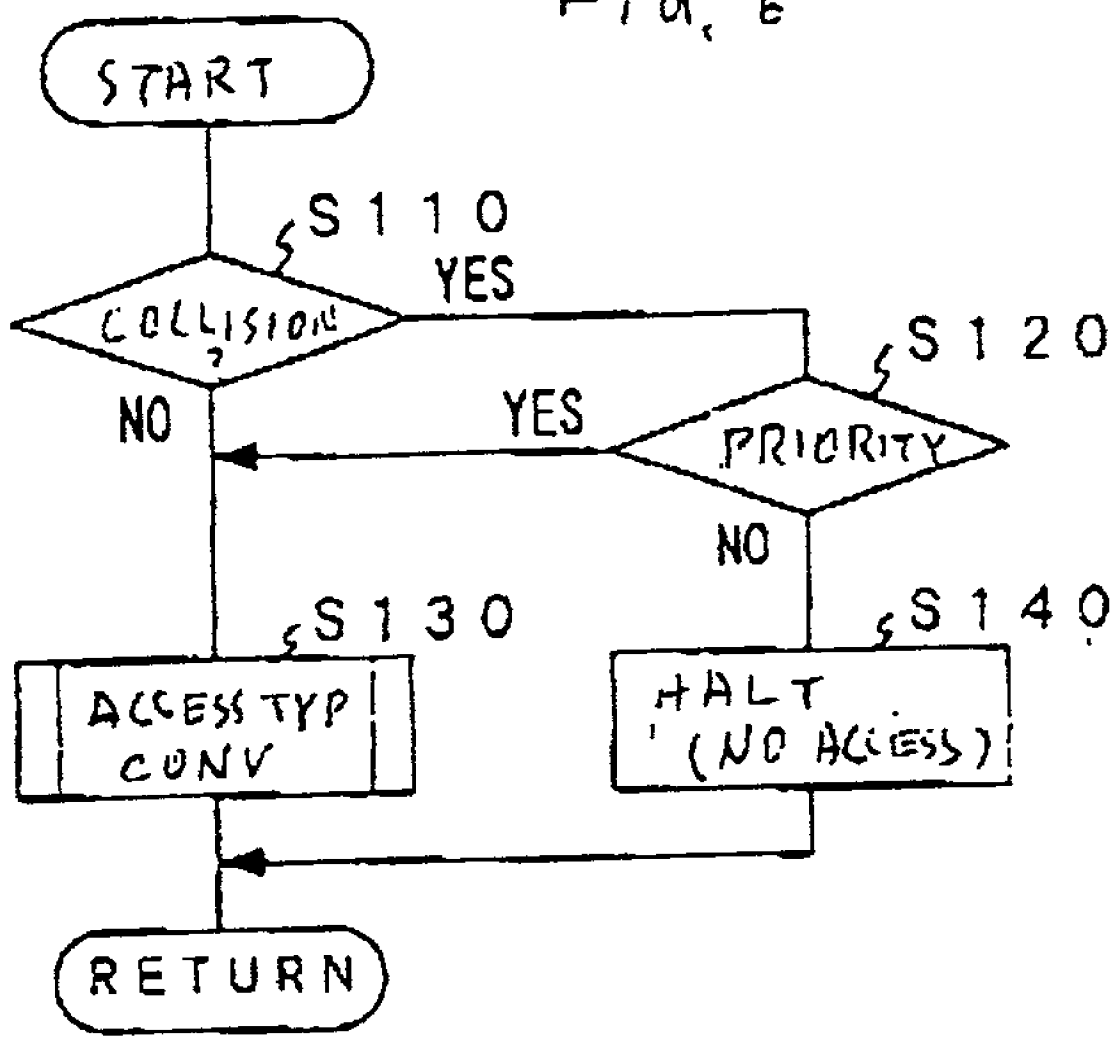 START
S110
YES
COLLISION
?
S120
NO
YES
PRIORITY
NO
S130
S140
ACCESS TYP
CONV
HALT
(NO ACCESS)
RETURN